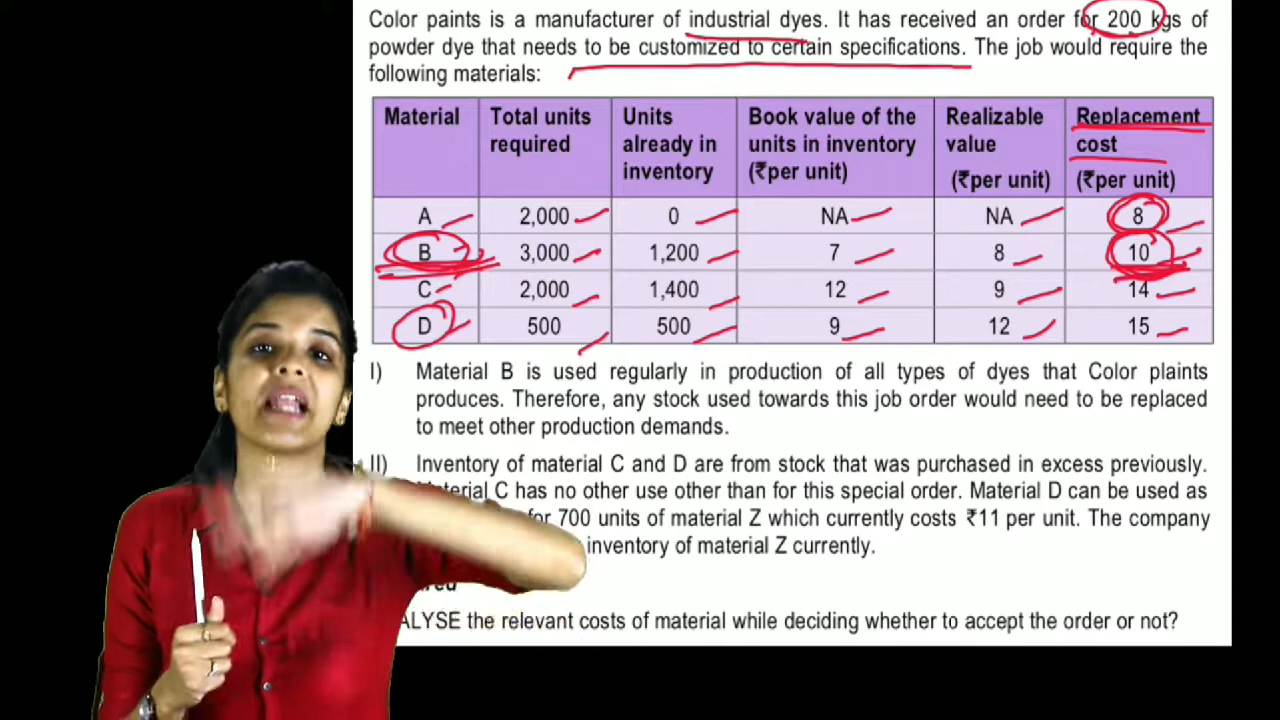 Color paints is a manufacturer of industrial dyes. It has received an order for 200 kgs of
powder dye that needs to be customized to certain specifications. The job would require the
following materials:
Material Total units required Units already in inventory Book value of the units in inventory (₹per unit) Realizable value (₹per unit) Replacement cost (₹per unit)
A 2,000 0 NA NA 8
B 3,000 1,200 7 8 10
C 2,000 1,400 12 9 14
D 500 500 9 12 15
I) Material B is used regularly in production of all types of dyes that Color plaints
produces. Therefore, any stock used towards this job order would need to be replaced
to meet other production demands.
II) Inventory of material C and D are from stock that was purchased in excess previously.
Material C has no other use other than for this special order. Material D can be used as
for 700 units of material Z which currently costs ₹11 per unit. The company
inventory of material Z currently.
ALYSE the relevant costs of material while deciding whether to accept the order or not?